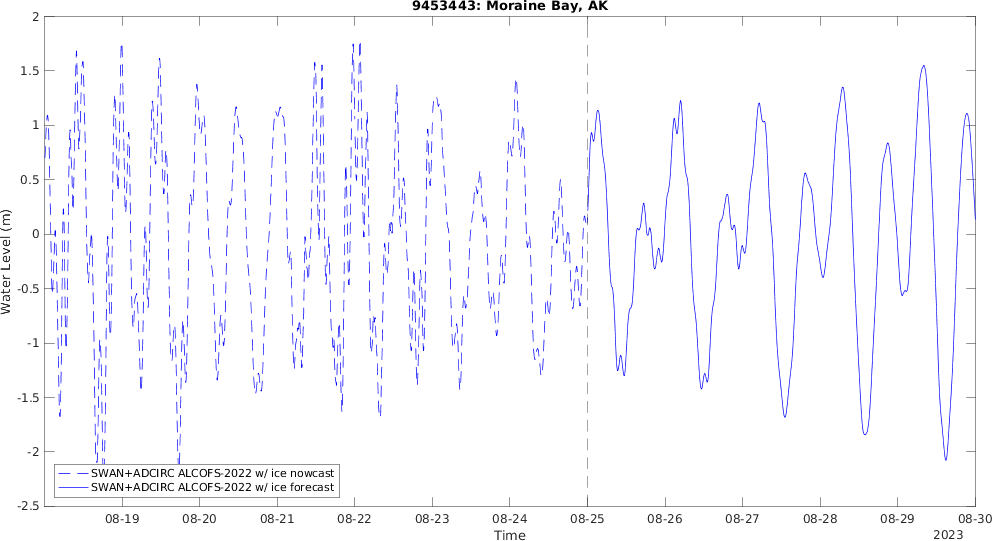 9453443: Moraine Bay, AK
2
1.5
1
0.5
0
-0.5
-1
-1.5
-2
-2.5
Water Level (m)
SWAN+ADCIRC ALCOFS-2022 w/ ice nowcast
SWAN+ADCIRC ALCOFS-2022 w/ ice forecast
08-19 08-20 08-21 08-22 08-23 08-24 08-25 08-26 08-27 08-28 08-29 08-30
Time
2023